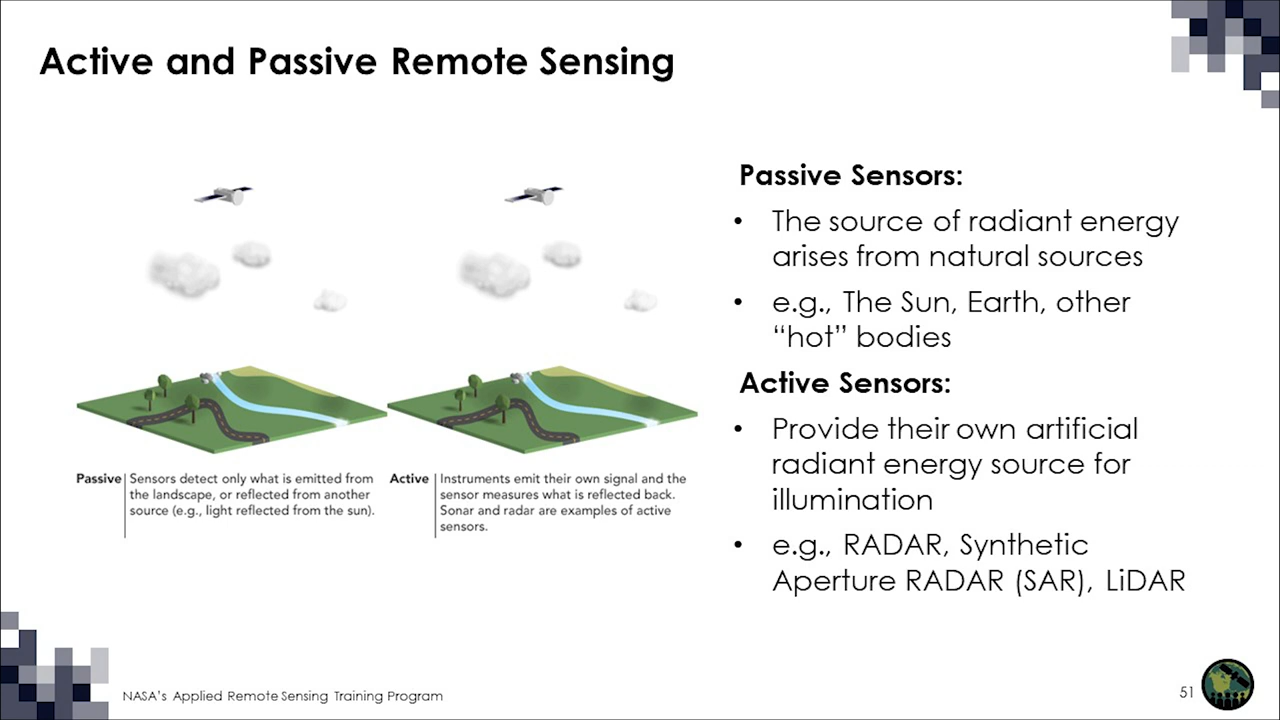 Active and Passive Remote Sensing
Passive Sensors:
• The source of radiant energy
arises from natural sources
• e.g., The Sun, Earth, other
“hot” bodies
Active Sensors:
• Provide their own artificial
radiant energy source for
illumination
• e.g., RADAR, Synthetic
Aperture RADAR (SAR), LiDAR
Passive
Sensors detect only what is emitted from
the landscape, or reflected from another
source (e.g., light reflected from the sun).
Active
Instruments emit their own signal and the
sensor measures what is reflected back.
Sonar and radar are examples of active
sensors.
NASA’s Applied Remote Sensing Training Program
51